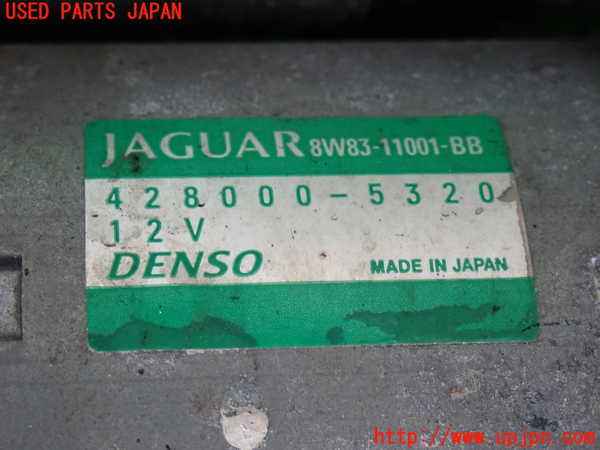 USED PARTS JAPAN
JAGUAR 8W83-11001-BB
428000-5320
12V
DENSO MADE IN JAPAN
http://www.upjpn.com/